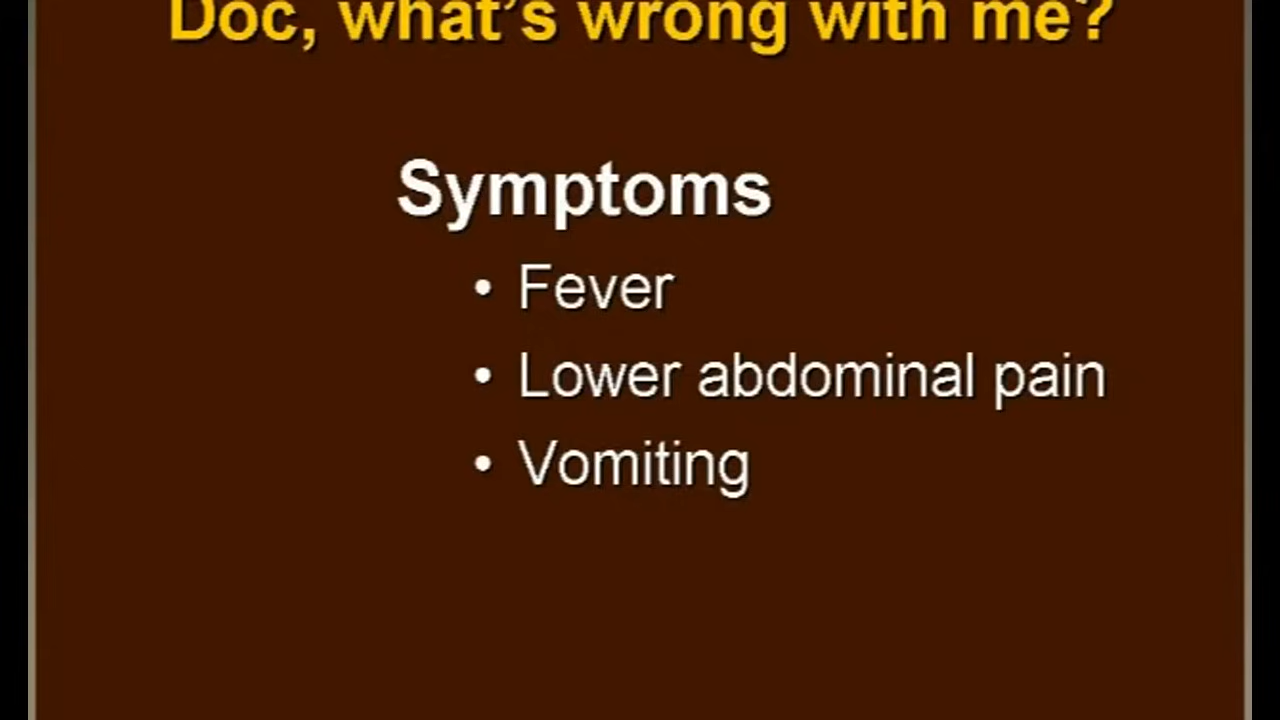 Doc, what's wrong with me?
Symptoms
• Fever
• Lower abdominal pain
• Vomiting